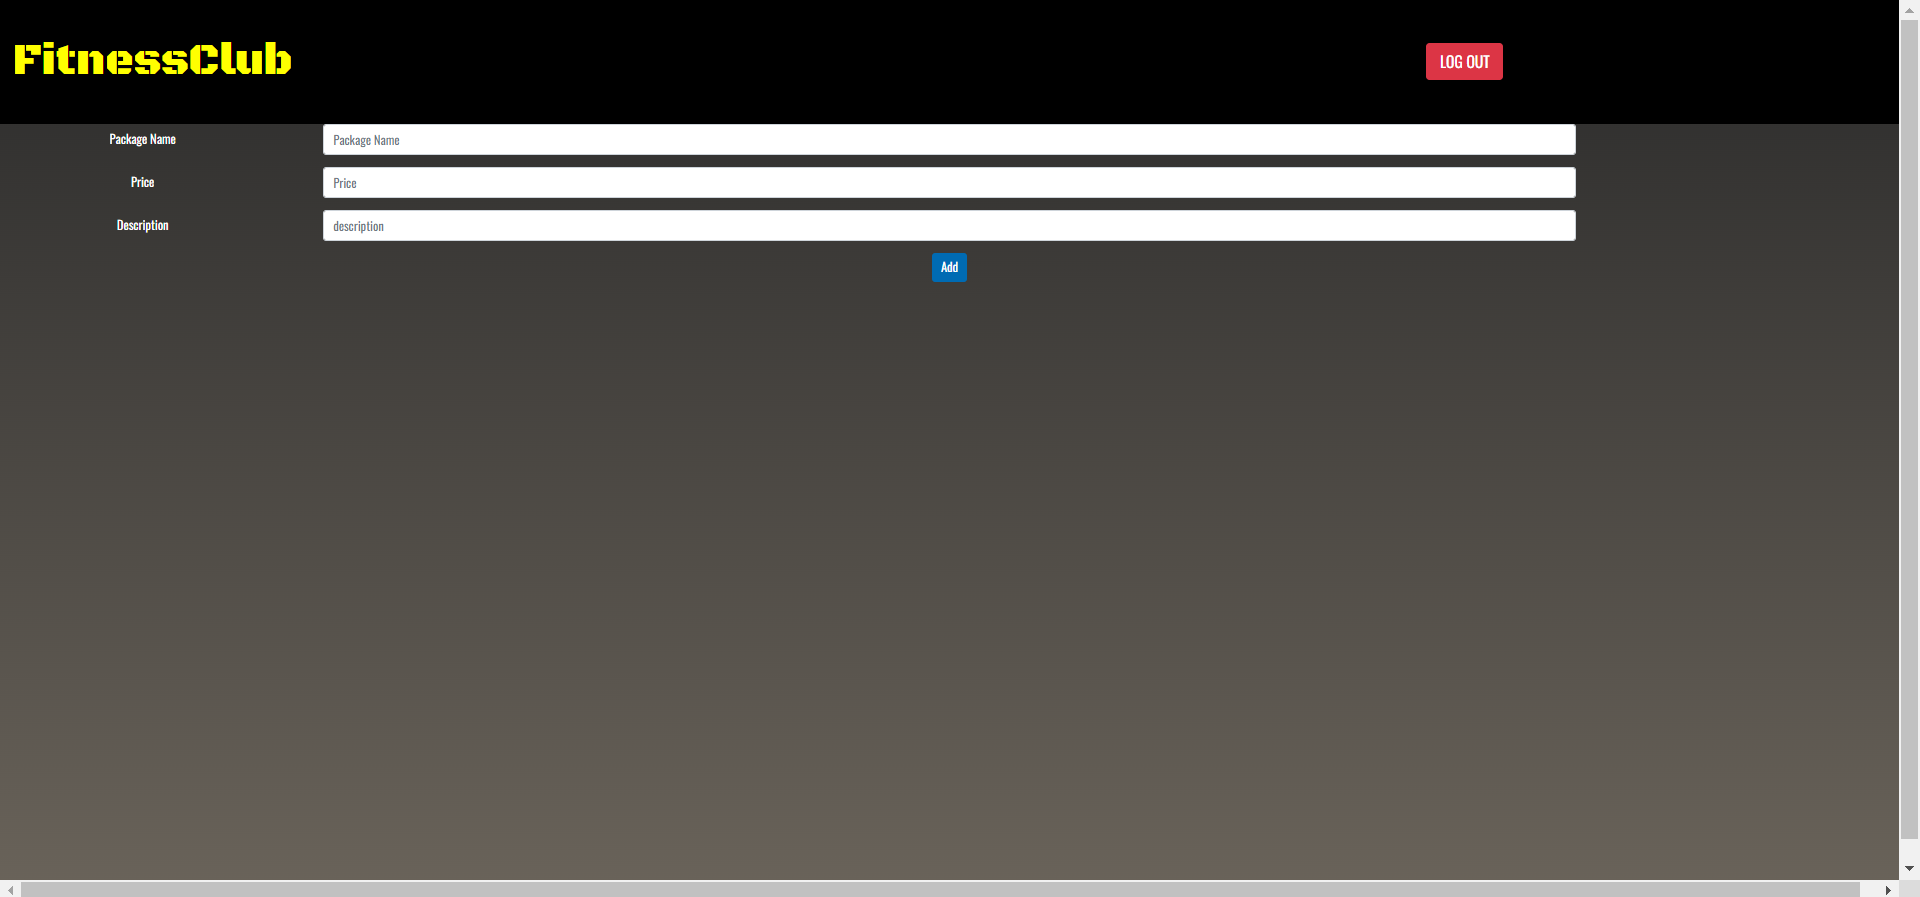 FitnessClub
LOG OUT
Package Name
Package Name
Price
Price
Description
description
Add